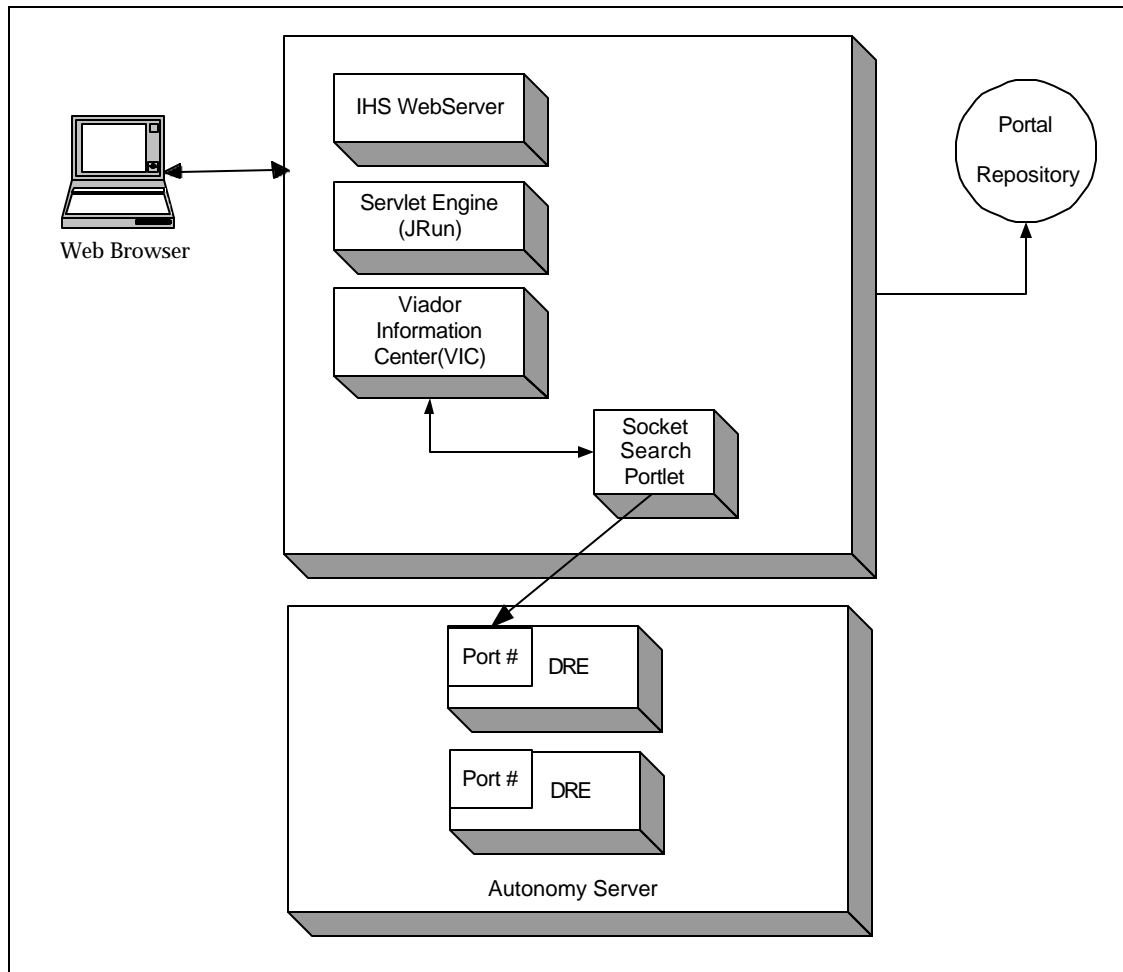 IHS WebServer
Portal
Repository
Servlet Engine
(JRun)
Web Browser
Viador
Information
Center(VIC)
Socket
Search
Portlet
Port #
DRE
Port #
DRE
Autonomy Server